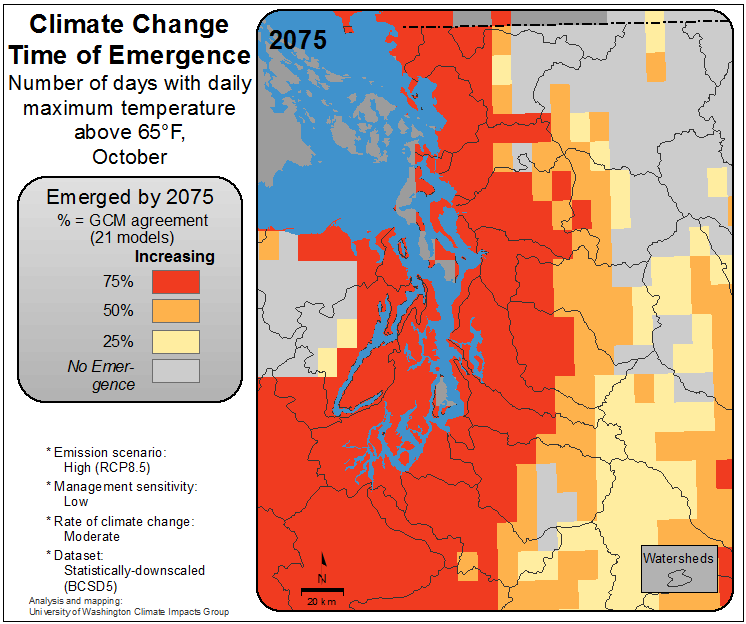 Climate Change
Time of Emergence
Number of days with daily
maximum temperature
above 65°F,
October
Emerged by 2075
% = GCM agreement
(21 models)
Increasing
75%
50%
25%
No Emer-
gence
* Emission scenario:
High (RCP8.5)
* Management sensitivity:
Low
* Rate of climate change:
Moderate
* Dataset:
Statistically-downscaled
(BCSD5)
Analysis and mapping:
University of Washington Climate Impacts Group
2075
N
20 km
Watersheds